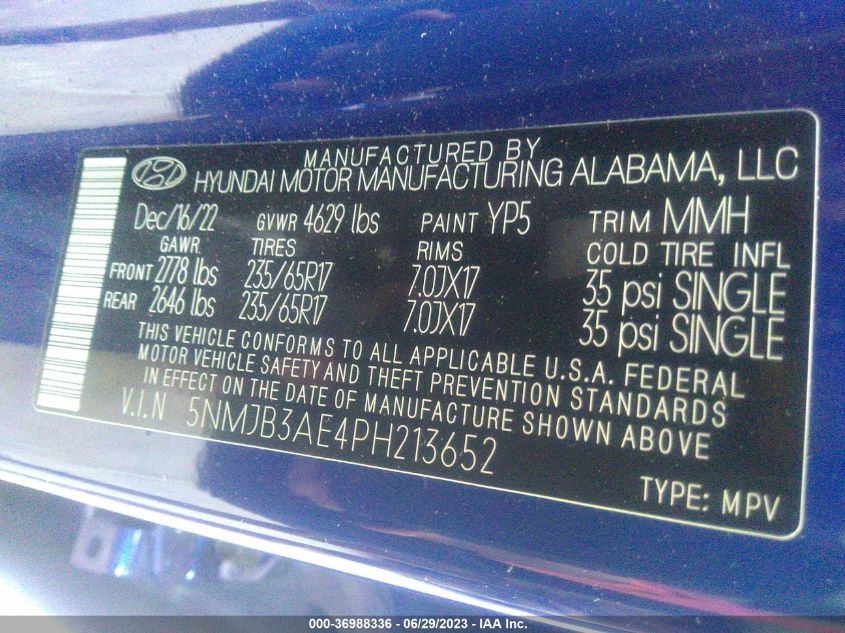 MANUFACTURED BY
HYUNDAI MOTOR MANUFACTURING ALABAMA, LLC
Dec/16/22 GVWR 4629 lbs PAINT YP5 TRIM MMH
GAWR TIRES RIMS COLD TIRE INFL
FRONT 2778 lbs 235/65R17 7.0JX17 35 psi SINGLE
REAR 2646 lbs 235/65R17 7.0JX17 35 psi SINGLE
THIS VEHICLE CONFORMS TO ALL APPLICABLE U.S.A. FEDERAL
MOTOR VEHICLE SAFETY AND THEFT PREVENTION STANDARDS
IN EFFECT ON THE DATE OF MANUFACTURE SHOWN ABOVE
V.I.N 5NMJB3AE4PH213652
TYPE: MPV
000-36988336 / 06/29/2023 - IAA Inc.